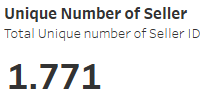 Unique Number of Seller
Total Unique number of Seller ID
1.771